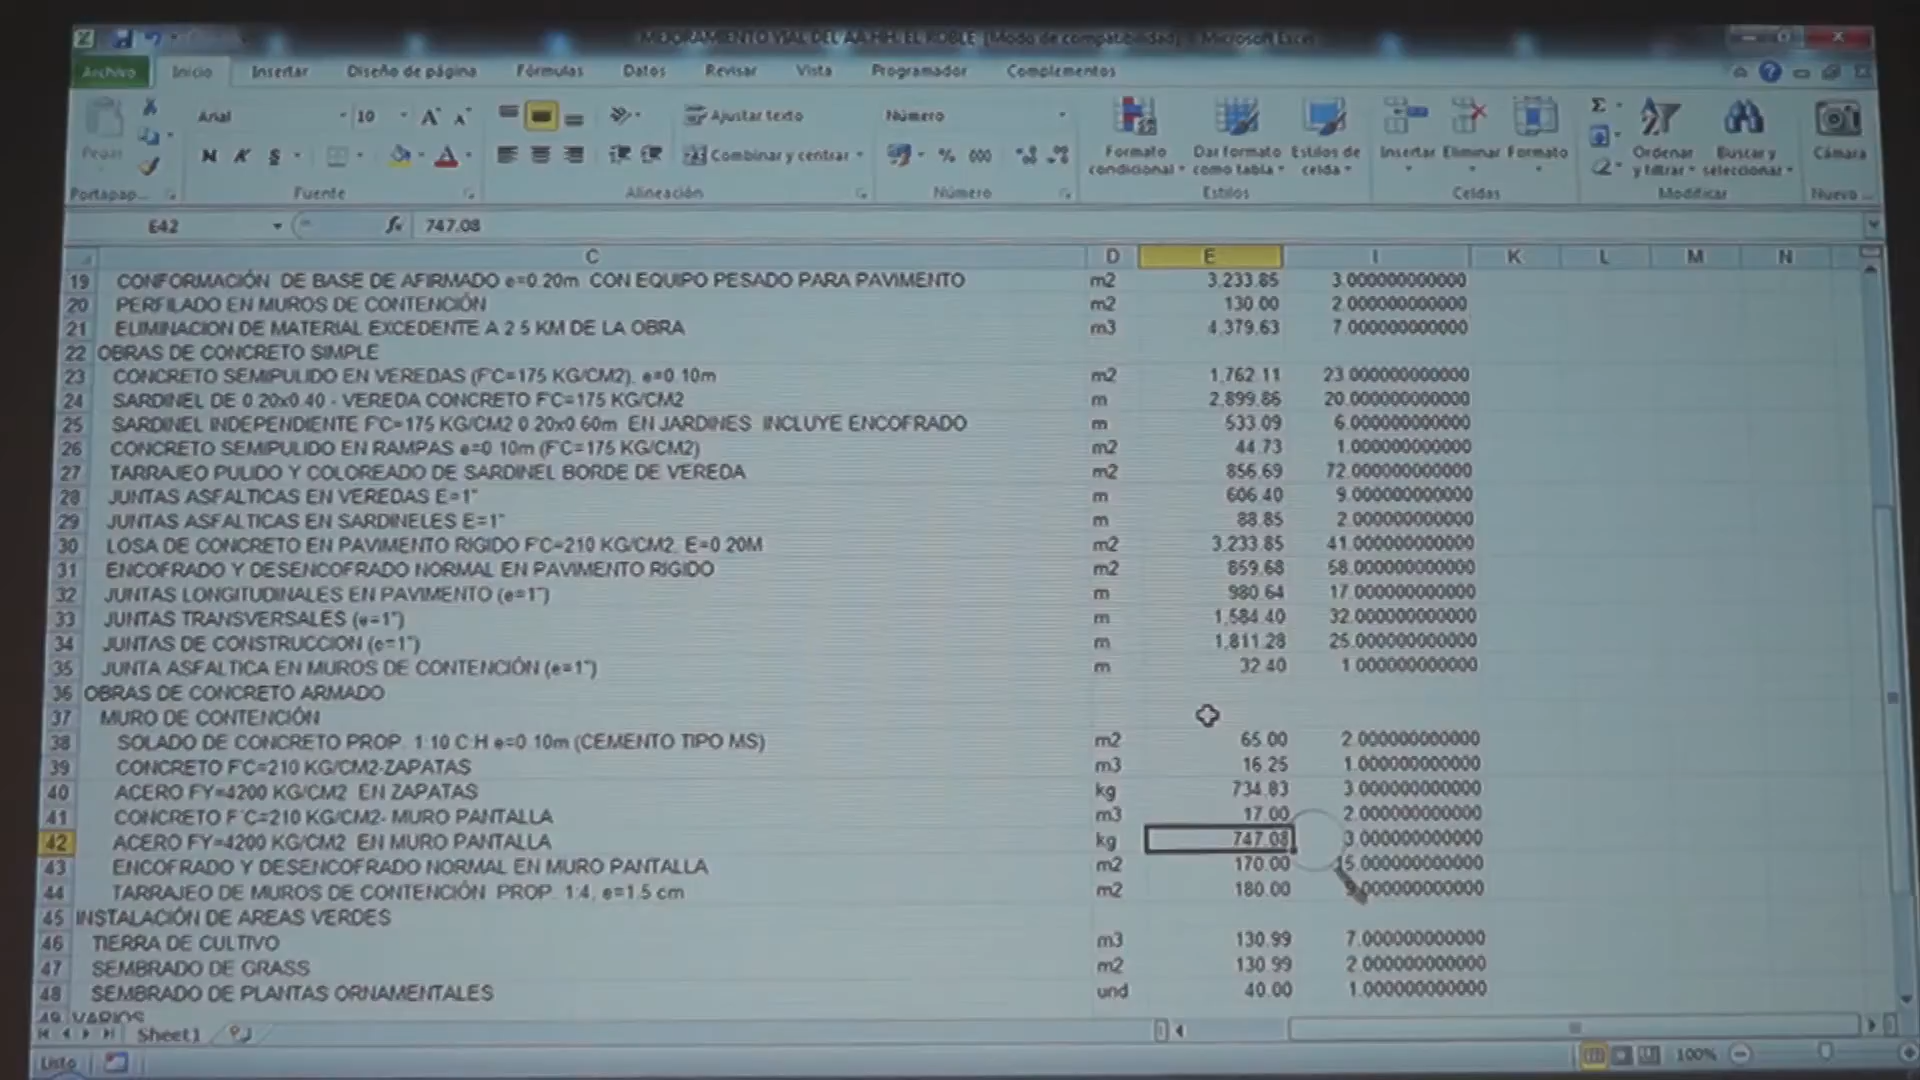 MEJORAMIENTO VIAL DEL AA.HH. EL ROBLE [Modo de compatibilidad] - Microsoft Excel
Archivo Inicio Insertar Diseño de página Fórmulas Datos Revisar Vista Programador Complementos
Arial 10 Ajustar texto Número
Pegar N K S Combinar y centrar % 000 Formato condicional Dar formato como tabla Estilos de celda Insertar Eliminar Formato Σ Ordenar y filtrar Buscar y seleccionar Cámara
Portapap... Fuente Alineación Número Estilos Celdas Modificar Nuevo ...
E42 fx 747.08
C D E I K L M N
19 CONFORMACIÓN DE BASE DE AFIRMADO e=0.20m CON EQUIPO PESADO PARA PAVIMENTO m2 3,233.85 3.000000000000
20 PERFILADO EN MUROS DE CONTENCIÓN m2 130.00 2.000000000000
21 ELIMINACION DE MATERIAL EXCEDENTE A 2.5 KM DE LA OBRA m3 4,379.63 7.000000000000
22 OBRAS DE CONCRETO SIMPLE
23 CONCRETO SEMIPULIDO EN VEREDAS (F'C=175 KG/CM2), e=0.10m m2 1,762.11 23.000000000000
24 SARDINEL DE 0.20x0.40 - VEREDA CONCRETO F'C=175 KG/CM2 m 2,899.86 20.000000000000
25 SARDINEL INDEPENDIENTE F'C=175 KG/CM2 0.20x0.60m EN JARDINES INCLUYE ENCOFRADO m 533.09 6.000000000000
26 CONCRETO SEMIPULIDO EN RAMPAS e=0.10m (F'C=175 KG/CM2) m2 44.73 1.000000000000
27 TARRAJEO PULIDO Y COLOREADO DE SARDINEL BORDE DE VEREDA m2 856.69 72.000000000000
28 JUNTAS ASFALTICAS EN VEREDAS E=1" m 606.40 9.000000000000
29 JUNTAS ASFALTICAS EN SARDINELES E=1" m 88.85 2.000000000000
30 LOSA DE CONCRETO EN PAVIMENTO RIGIDO F'C=210 KG/CM2, E=0.20M m2 3,233.85 41.000000000000
31 ENCOFRADO Y DESENCOFRADO NORMAL EN PAVIMENTO RIGIDO m2 859.68 58.000000000000
32 JUNTAS LONGITUDINALES EN PAVIMENTO (e=1") m 980.64 17.000000000000
33 JUNTAS TRANSVERSALES (e=1") m 1,584.40 32.000000000000
34 JUNTAS DE CONSTRUCCION (e=1") m 1,811.28 25.000000000000
35 JUNTA ASFALTICA EN MUROS DE CONTENCIÓN (e=1") m 32.40 1.000000000000
36 OBRAS DE CONCRETO ARMADO
37 MURO DE CONTENCIÓN
38 SOLADO DE CONCRETO PROP. 1:10 C:H e=0.10m (CEMENTO TIPO MS) m2 65.00 2.000000000000
39 CONCRETO F'C=210 KG/CM2-ZAPATAS m3 16.25 1.000000000000
40 ACERO FY=4200 KG/CM2 EN ZAPATAS kg 734.83 3.000000000000
41 CONCRETO F'C=210 KG/CM2- MURO PANTALLA m3 17.00 2.000000000000
42 ACERO FY=4200 KG/CM2 EN MURO PANTALLA kg 747.08 3.000000000000
43 ENCOFRADO Y DESENCOFRADO NORMAL EN MURO PANTALLA m2 170.00 15.000000000000
44 TARRAJEO DE MUROS DE CONTENCIÓN PROP. 1:4, e=1.5 cm m2 180.00 9.000000000000
45 INSTALACIÓN DE AREAS VERDES
46 TIERRA DE CULTIVO m3 130.99 7.000000000000
47 SEMBRADO DE GRASS m2 130.99 2.000000000000
48 SEMBRADO DE PLANTAS ORNAMENTALES und 40.00 1.000000000000
49 VARIOS
Sheet1
Listo 100%